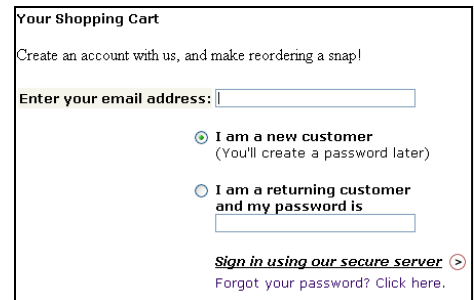 Your Shopping Cart
Create an account with us, and make reordering a snap!
Enter your email address:
I am a new customer
(You'll create a password later)
I am a returning customer
and my password is
Sign in using our secure server
Forgot your password? Click here.